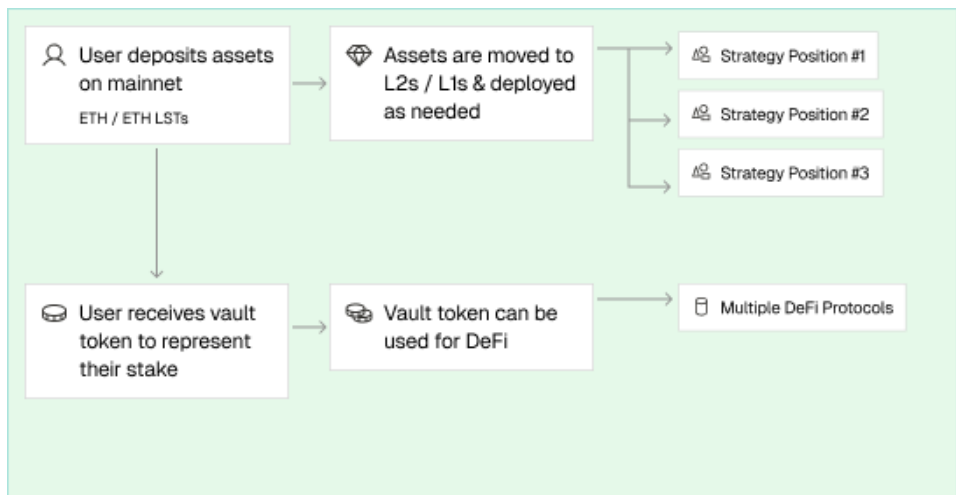 User deposits assets
on mainnet
ETH / ETH LSTs
Assets are moved to
L2s / L1s & deployed
as needed
Strategy Position #1
Strategy Position #2
Strategy Position #3
User receives vault
token to represent
their stake
Vault token can be
used for DeFi
Multiple DeFi Protocols